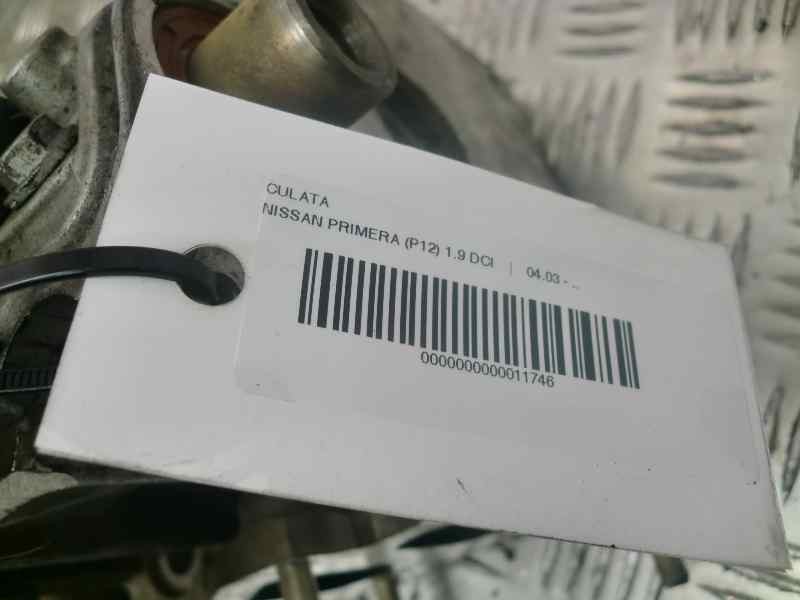 CULATA
NISSAN PRIMERA (P12) 1.9 DCI | 04.03 - ...
0000000000011746